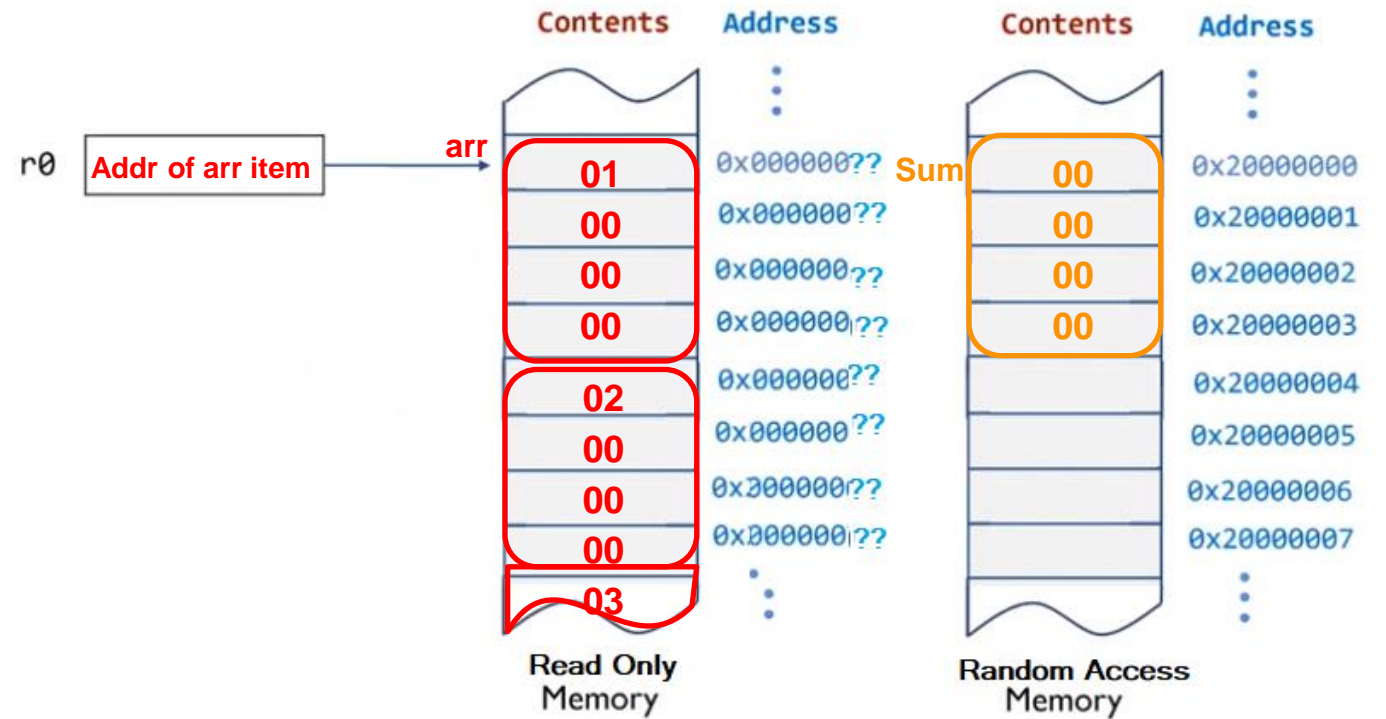 Contents Address Contents Address
r0 Addr of arr item arr 01 0x000000?? Sum 00 0x20000000
00 0x000000?? 00 0x20000001
00 0x000000?? 00 0x20000002
00 0x000000?? 00 0x20000003
02 0x000000?? 0x20000004
00 0x000000?? 0x20000005
00 0x000000?? 0x20000006
00 0x000000?? 0x20000007
03
Read Only Random Access
Memory Memory